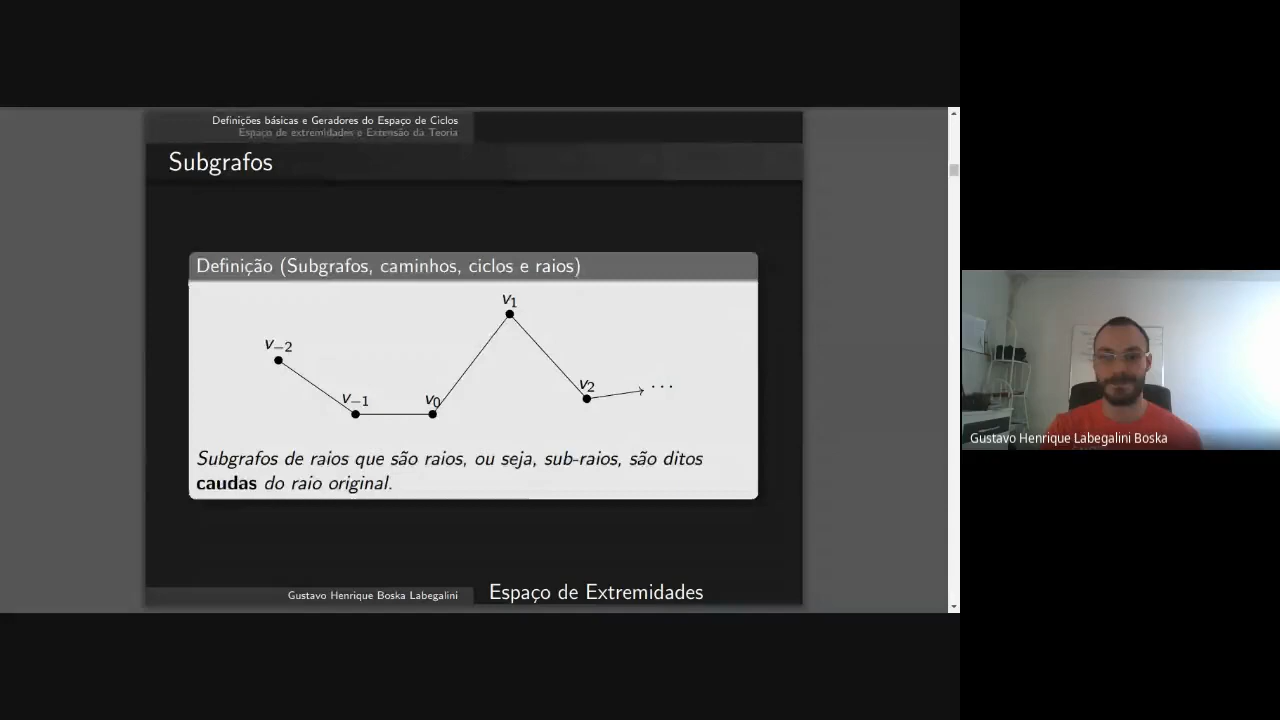 Definições básicas e Geradores do Espaço de Ciclos
Espaço de extremidades e Extensão da Teoria
Subgrafos
Definição (Subgrafos, caminhos, ciclos e raios)
v₁
v₋₂
v₋₁
v₀
v₂
...
Subgrafos de raios que são raios, ou seja, sub-raios, são ditos
caudas do raio original.
Gustavo Henrique Boska Labegalini
Espaço de Extremidades
Gustavo Henrique Labegalini Boska